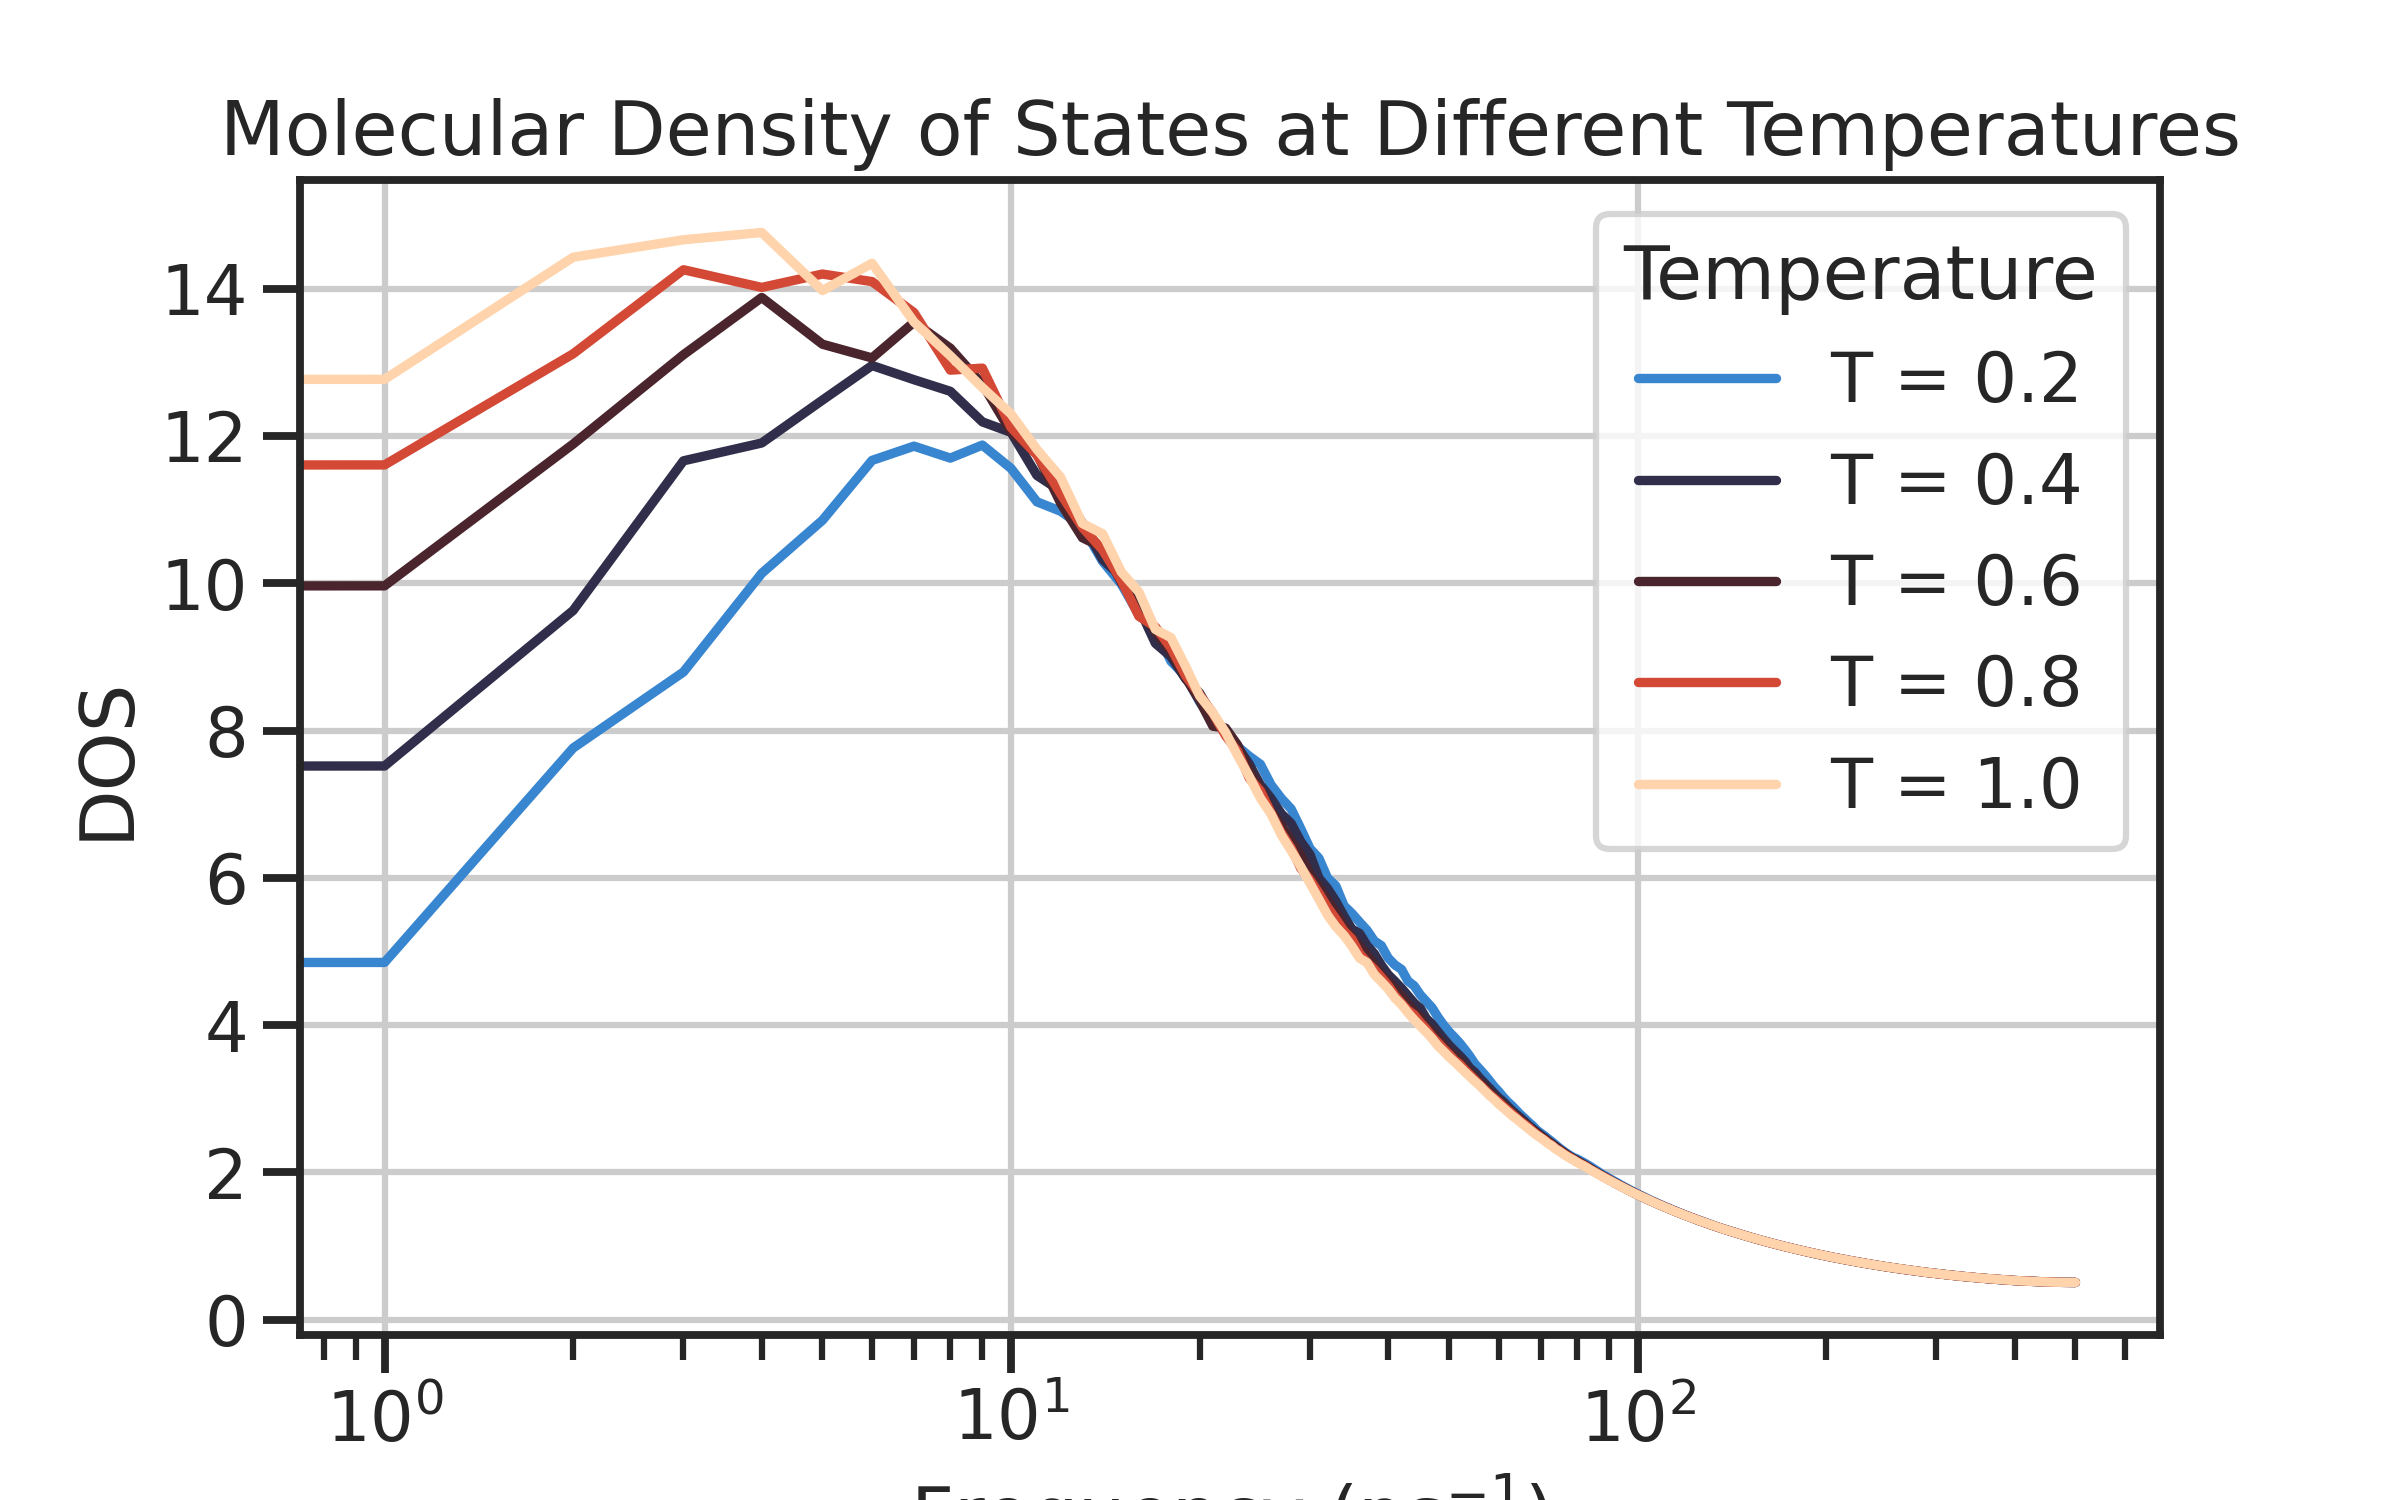 Molecular Density of States at Different Temperatures
Temperature
T = 0.2
T = 0.4
T = 0.6
T = 0.8
T = 1.0
DOS
14
12
10
8
6
4
2
0
10⁰
10¹
10²